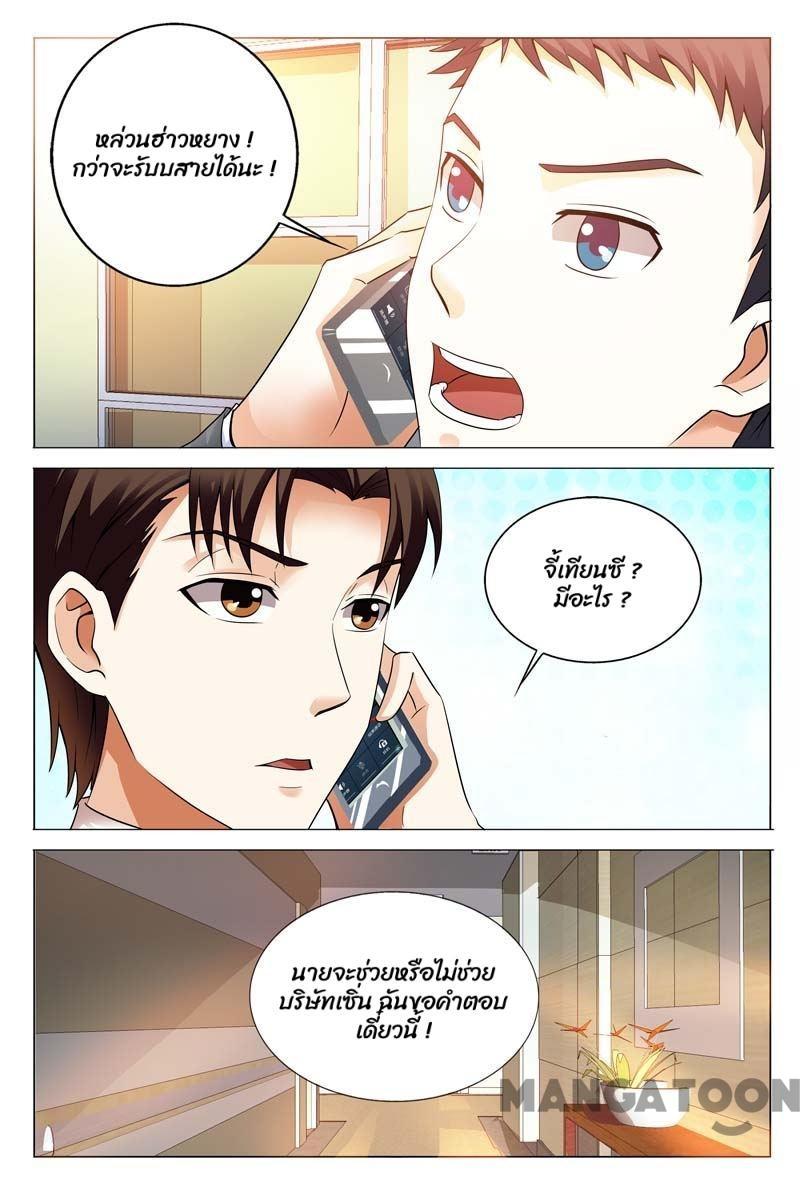 หล่วนฮ่าวหยาง !
กว่าจะรับบสายได้นะ !
จี้เทียนซี ?
มีอะไร ?
นายจะช่วยหรือไม่ช่วย
บริษัทเซิ่น ฉันขอคำตอบ
เดี๋ยวนี้ !
MANGATOON